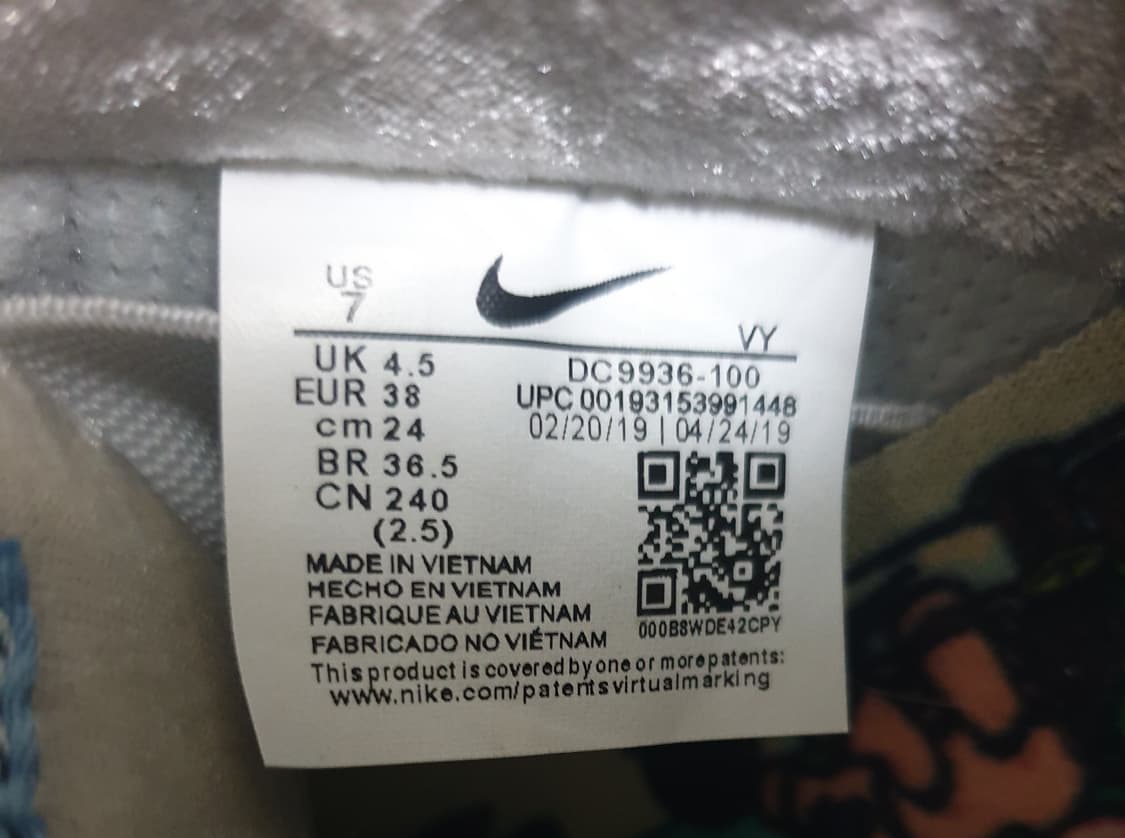 US
7
VY
UK 4.5
DC9936-100
EUR 38
UPC 00193153991448
cm 24
02/20/19 | 04/24/19
BR 36.5
CN 240
(2.5)
MADE IN VIETNAM
HECHO EN VIETNAM
FABRIQUE AU VIETNAM
FABRICADO NO VIÉTNAM
000B8WDE42CPY
This product is covered by one or more patents:
www.nike.com/patentsvirtualmarking